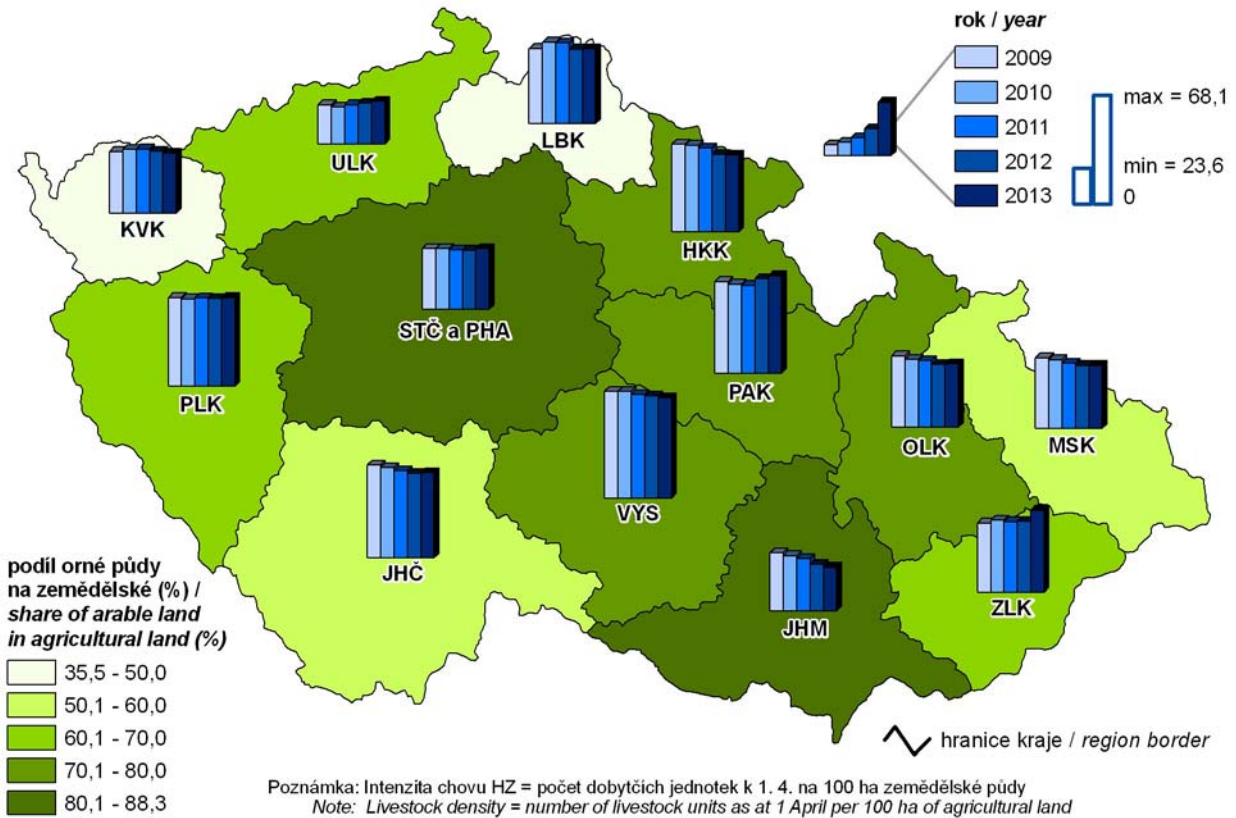 rok / year
2009
2010
2011
2012
2013
max = 68,1
min = 23,6
0
LBK
ULK
KVK
HKK
STČ a PHA
PAK
PLK
OLK
MSK
VYS
JHČ
ZLK
JHM
podíl orné půdy
na zemědělské (%) /
share of arable land
in agricultural land (%)
35,5 - 50,0
50,1 - 60,0
60,1 - 70,0
70,1 - 80,0
80,1 - 88,3
hranice kraje / region border
Poznámka: Intenzita chovu HZ = počet dobytčích jednotek k 1. 4. na 100 ha zemědělské půdy
Note: Livestock density = number of livestock units as at 1 April per 100 ha of agricultural land